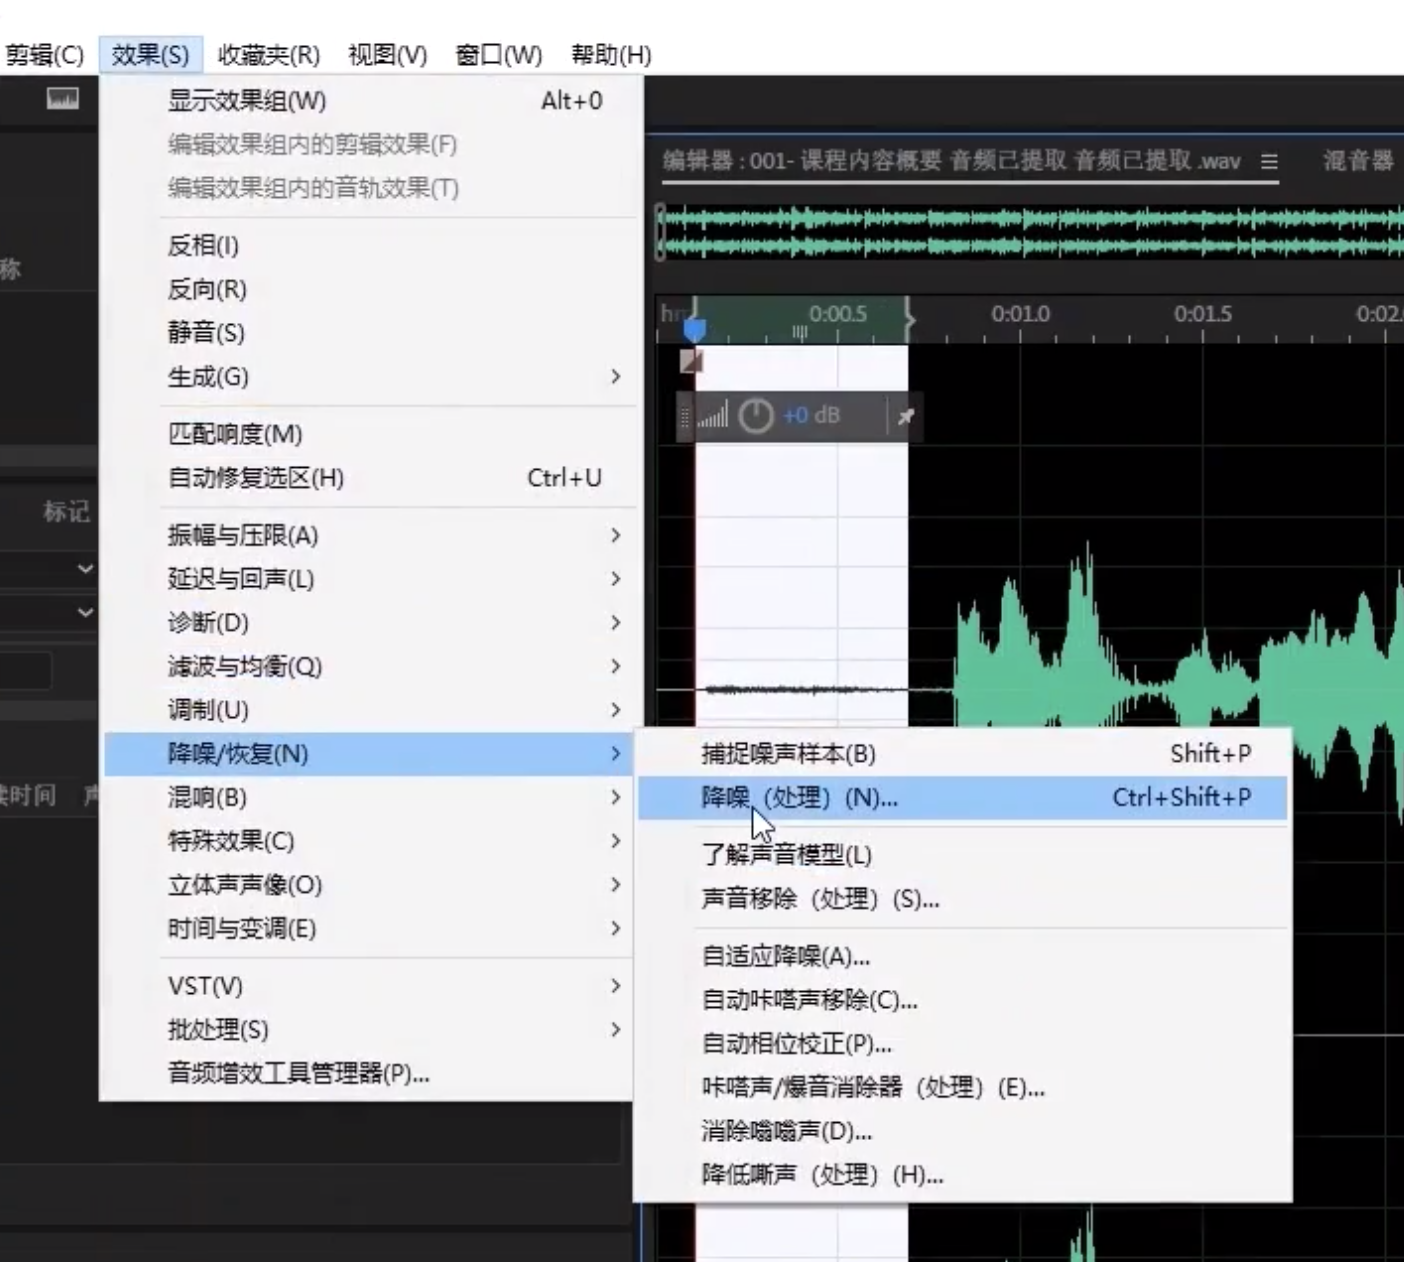 剪辑(C) 效果(S) 收藏夹(R) 视图(V) 窗口(W) 帮助(H)
显示效果组(W) Alt+0
编辑效果组内的剪辑效果(F)
编辑效果组内的音轨效果(T)
反相(I)
反向(R)
静音(S)
生成(G)
匹配响度(M)
自动修复选区(H) Ctrl+U
振幅与压限(A)
延迟与回声(L)
诊断(D)
滤波与均衡(Q)
调制(U)
降噪/恢复(N)
混响(B)
特殊效果(C)
立体声声像(O)
时间与变调(E)
VST(V)
批处理(S)
音频增效工具管理器(P)...
捕捉噪声样本(B) Shift+P
降噪（处理）(N)... Ctrl+Shift+P
了解声音模型(L)
声音移除（处理）(S)...
自适应降噪(A)...
自动咔嗒声移除(C)...
自动相位校正(P)...
咔嗒声/爆音消除器（处理）(E)...
消除嗡嗡声(D)...
降低嘶声（处理）(H)...
编辑器 : 001- 课程内容概要 音频已提取 音频已提取 .wav 混音器
0:00.5 0:01.0 0:01.5 0:02.
+0 dB
称
标记
时间